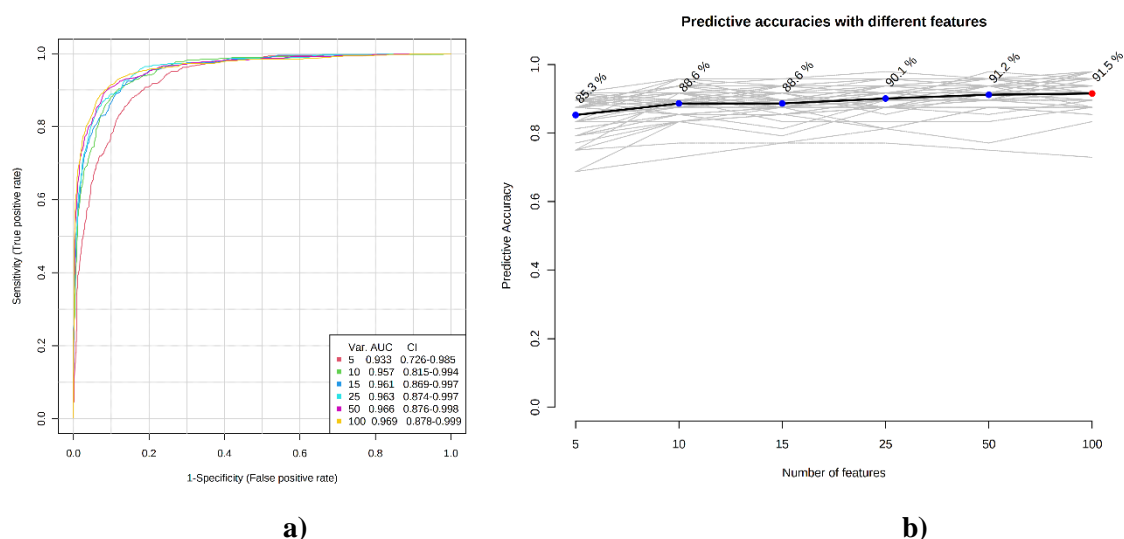 1.0
0.8
0.6
0.4
0.2
0.0
Sensitivity (True positive rate)
Var. AUC CI
5 0.933 0.726-0.985
10 0.957 0.815-0.994
15 0.961 0.869-0.997
25 0.963 0.874-0.997
50 0.966 0.876-0.998
100 0.969 0.878-0.999
0.0 0.2 0.4 0.6 0.8 1.0
1-Specificity (False positive rate)
a)
Predictive accuracies with different features
1.0
0.8
0.6
0.4
0.2
0.0
Predictive Accuracy
85.3 %
88.6 %
88.6 %
90.1 %
91.2 %
91.5 %
5 10 15 25 50 100
Number of features
b)